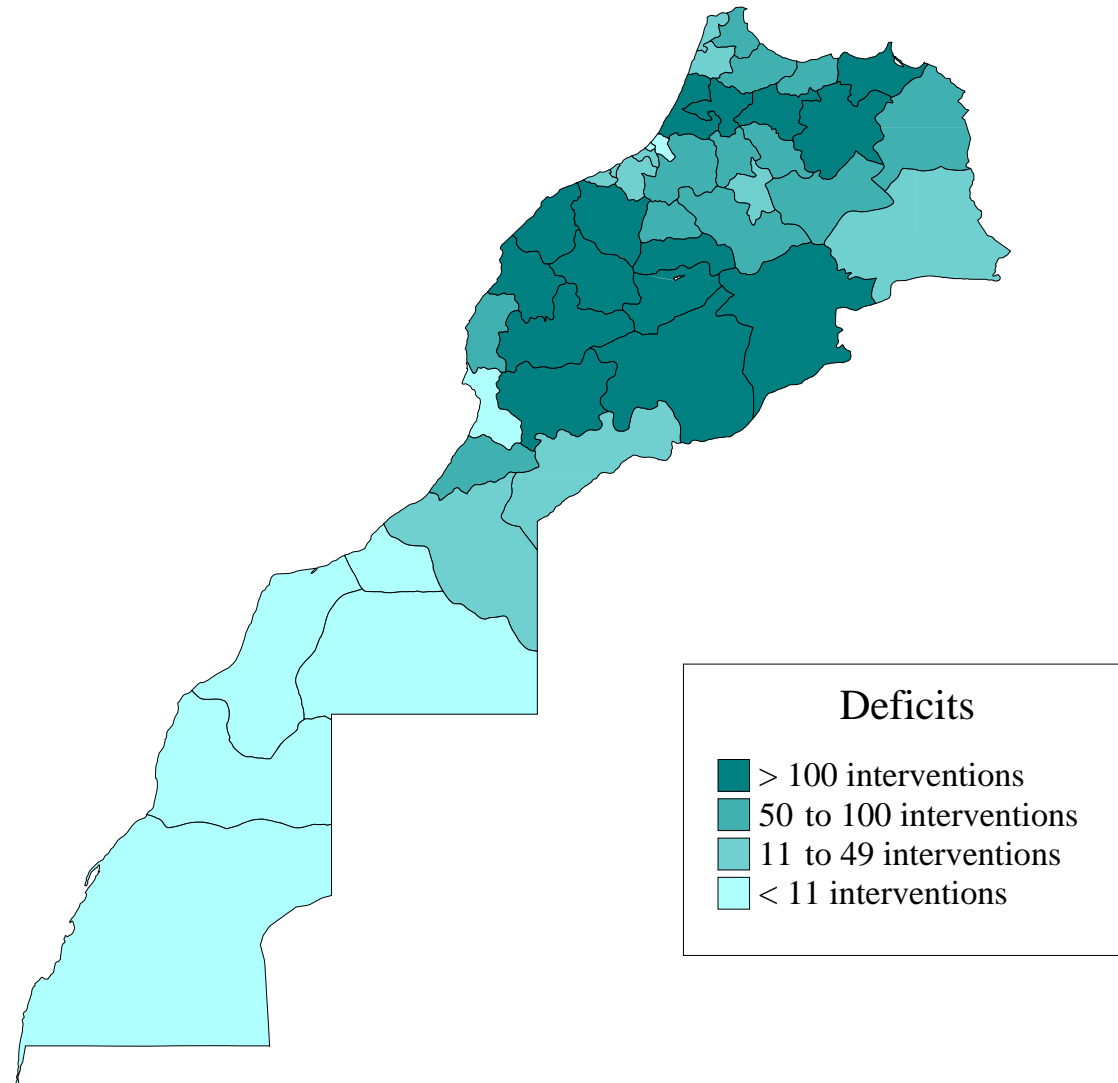 Deficits
> 100 interventions
50 to 100 interventions
11 to 49 interventions
< 11 interventions